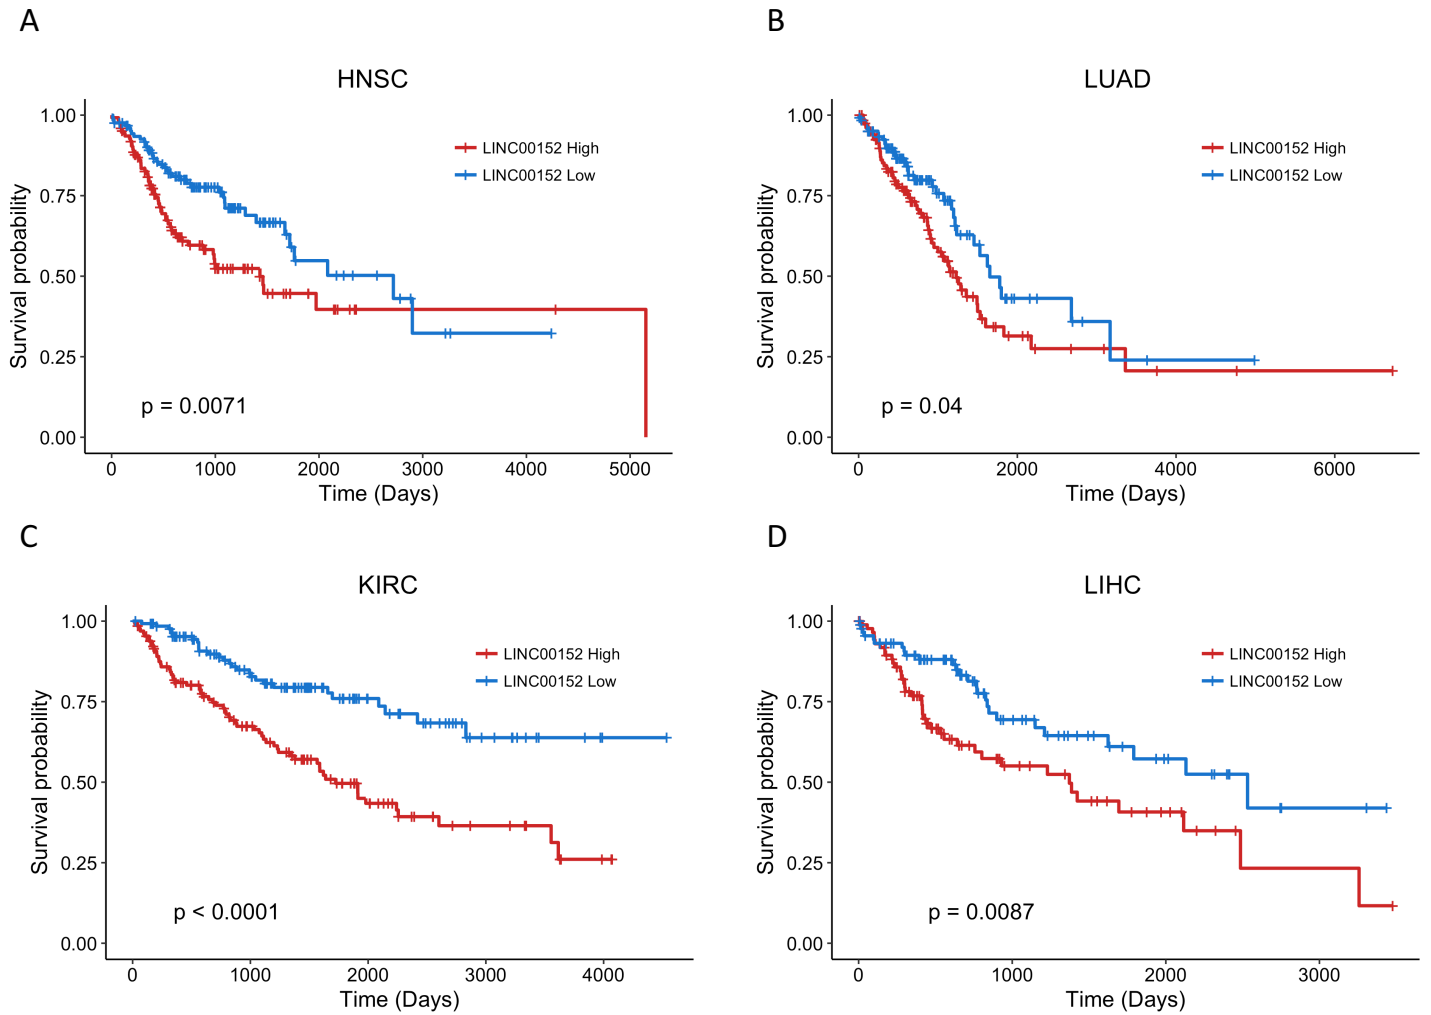 A
HNSC
Survival probability
1.00
0.75
0.50
0.25
0.00
LINC00152 High
LINC00152 Low
p = 0.0071
0 1000 2000 3000 4000 5000
Time (Days)
B
LUAD
Survival probability
1.00
0.75
0.50
0.25
0.00
LINC00152 High
LINC00152 Low
p = 0.04
0 2000 4000 6000
Time (Days)
C
KIRC
Survival probability
1.00
0.75
0.50
0.25
0.00
LINC00152 High
LINC00152 Low
p < 0.0001
0 1000 2000 3000 4000
Time (Days)
D
LIHC
Survival probability
1.00
0.75
0.50
0.25
0.00
LINC00152 High
LINC00152 Low
p = 0.0087
0 1000 2000 3000
Time (Days)